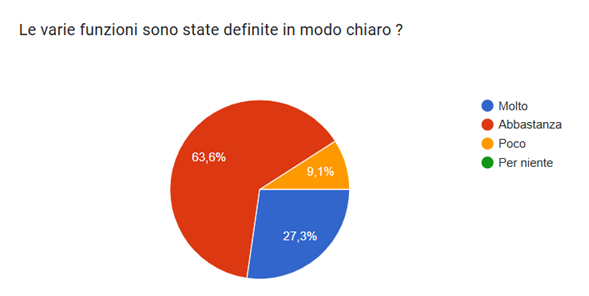 Le varie funzioni sono state definite in modo chiaro ?
Molto
Abbastanza
Poco
Per niente
63,6%
9,1%
27,3%